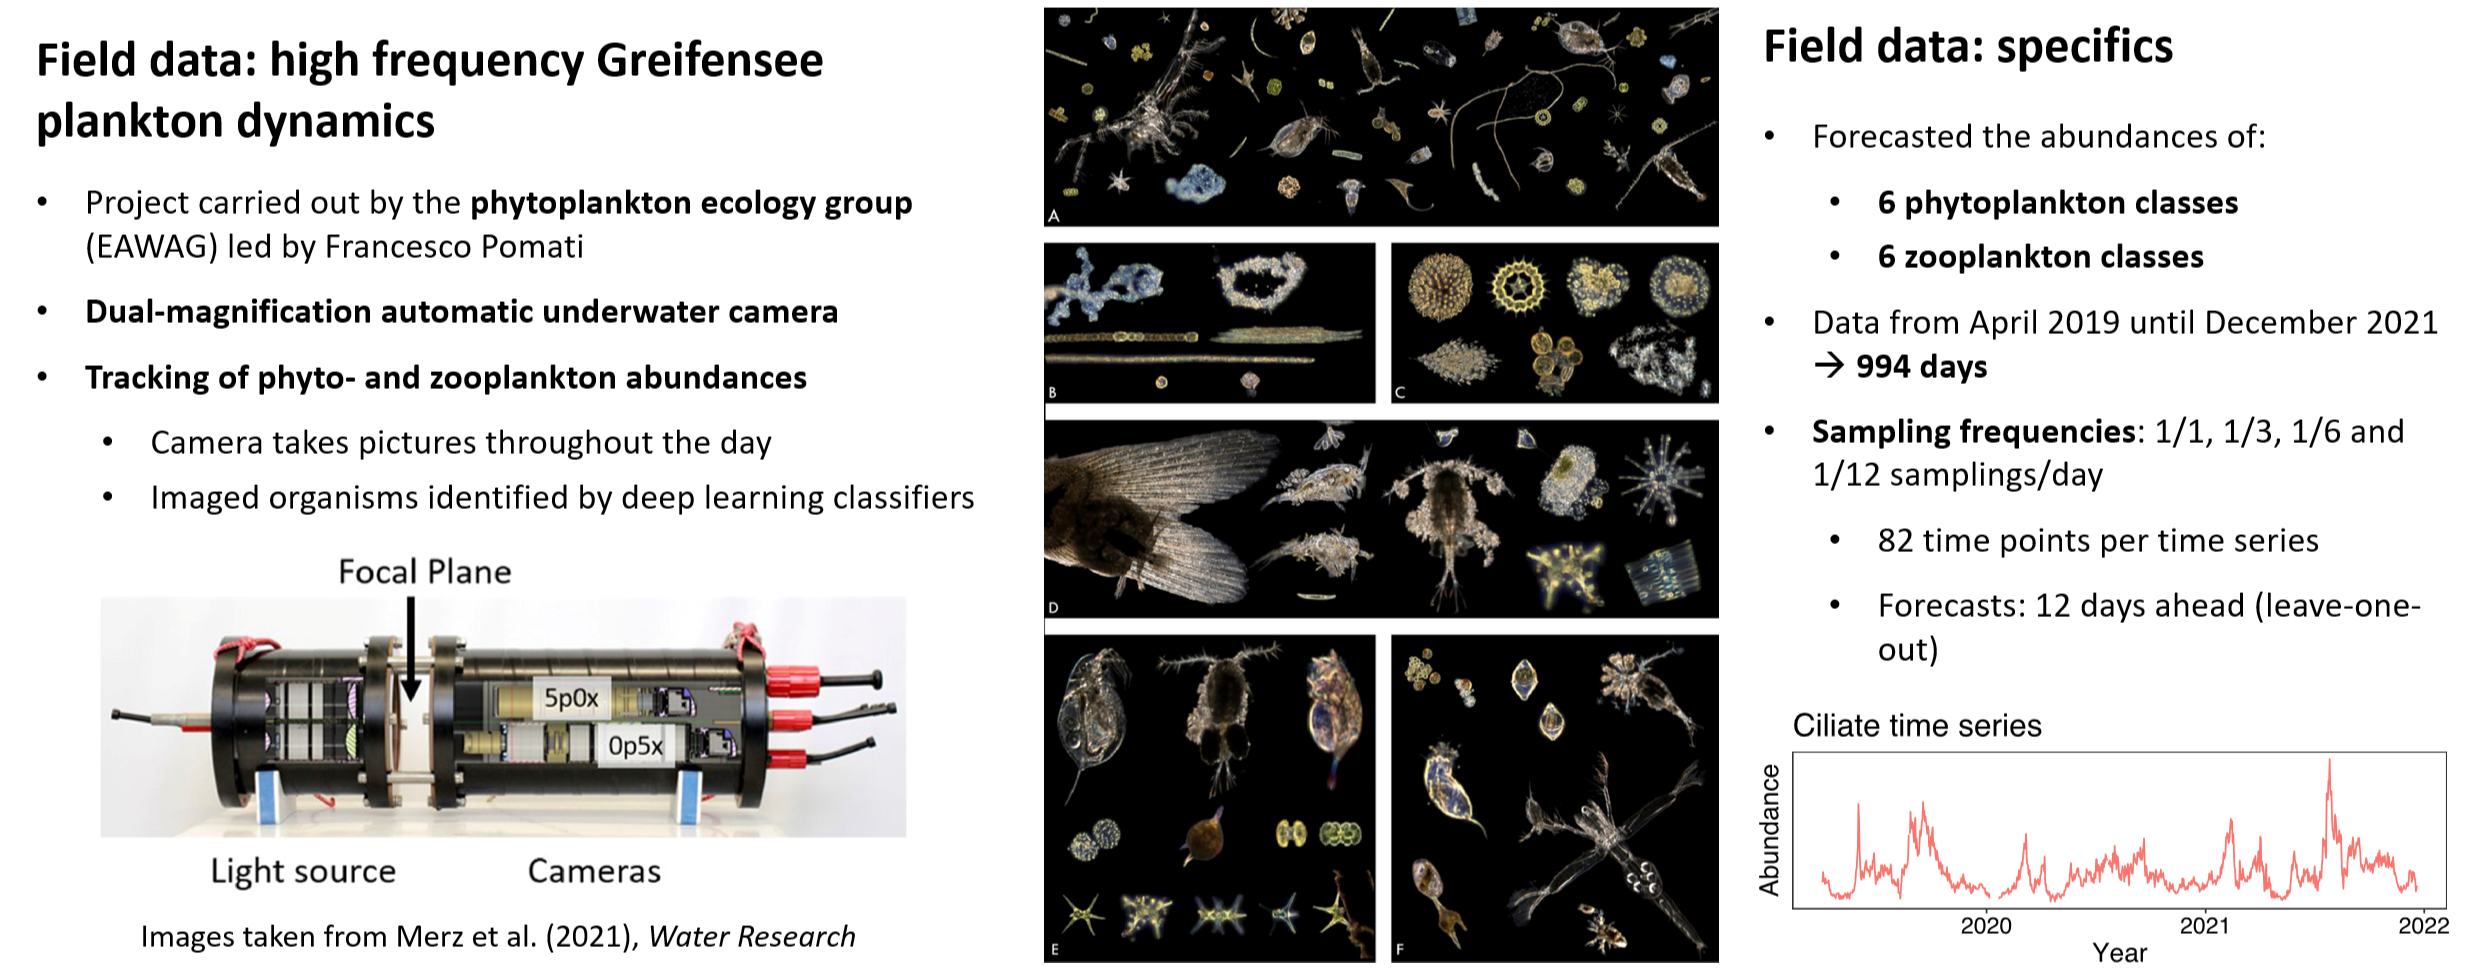 Field data: high frequency Greifensee
plankton dynamics
• Project carried out by the phytoplankton ecology group
(EAWAG) led by Francesco Pomati
• Dual-magnification automatic underwater camera
• Tracking of phyto- and zooplankton abundances
• Camera takes pictures throughout the day
• Imaged organisms identified by deep learning classifiers
Focal Plane
5p0x
0p5x
Light source
Cameras
Images taken from Merz et al. (2021), Water Research
A
B
C
D
E
F
Field data: specifics
• Forecasted the abundances of:
• 6 phytoplankton classes
• 6 zooplankton classes
• Data from April 2019 until December 2021
→ 994 days
• Sampling frequencies: 1/1, 1/3, 1/6 and
1/12 samplings/day
• 82 time points per time series
• Forecasts: 12 days ahead (leave-one-
out)
Ciliate time series
Abundance
2020
2021
2022
Year